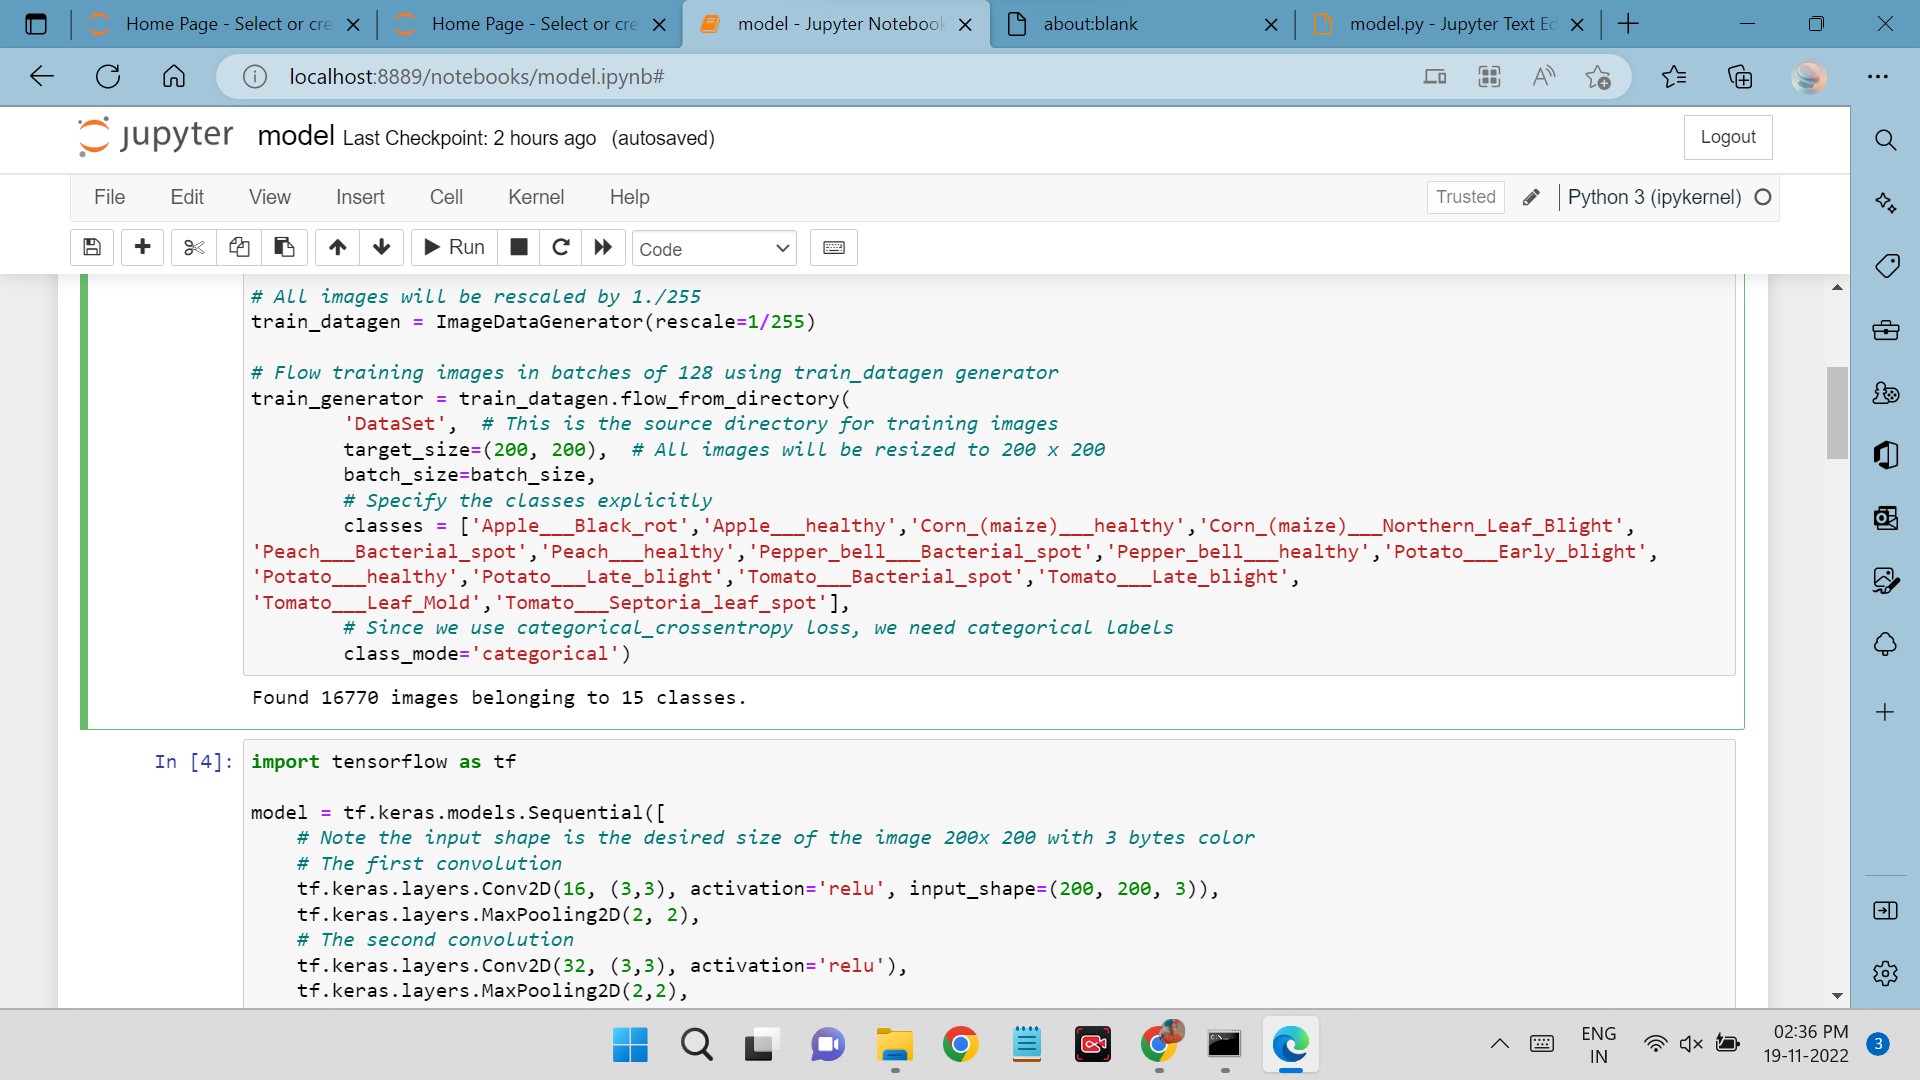 Home Page - Select or cre
Home Page - Select or cre
model - Jupyter Notebook
about:blank
model.py - Jupyter Text Ed
localhost:8889/notebooks/model.ipynb#
jupyter model Last Checkpoint: 2 hours ago (autosaved)
Logout
File Edit View Insert Cell Kernel Help
Trusted
Python 3 (ipykernel)
Run
Code
# All images will be rescaled by 1./255
train_datagen = ImageDataGenerator(rescale=1/255)
# Flow training images in batches of 128 using train_datagen generator
train_generator = train_datagen.flow_from_directory(
        'DataSet',  # This is the source directory for training images
        target_size=(200, 200),  # All images will be resized to 200 x 200
        batch_size=batch_size,
        # Specify the classes explicitly
        classes = ['Apple___Black_rot','Apple___healthy','Corn_(maize)___healthy','Corn_(maize)___Northern_Leaf_Blight',
'Peach___Bacterial_spot','Peach___healthy','Pepper_bell___Bacterial_spot','Pepper_bell___healthy','Potato___Early_blight',
'Potato___healthy','Potato___Late_blight','Tomato___Bacterial_spot','Tomato___Late_blight',
'Tomato___Leaf_Mold','Tomato___Septoria_leaf_spot'],
        # Since we use categorical_crossentropy loss, we need categorical labels
        class_mode='categorical')
Found 16770 images belonging to 15 classes.
In [4]: import tensorflow as tf
model = tf.keras.models.Sequential([
    # Note the input shape is the desired size of the image 200x 200 with 3 bytes color
    # The first convolution
    tf.keras.layers.Conv2D(16, (3,3), activation='relu', input_shape=(200, 200, 3)),
    tf.keras.layers.MaxPooling2D(2, 2),
    # The second convolution
    tf.keras.layers.Conv2D(32, (3,3), activation='relu'),
    tf.keras.layers.MaxPooling2D(2,2),
ENG
IN
02:36 PM
19-11-2022
3